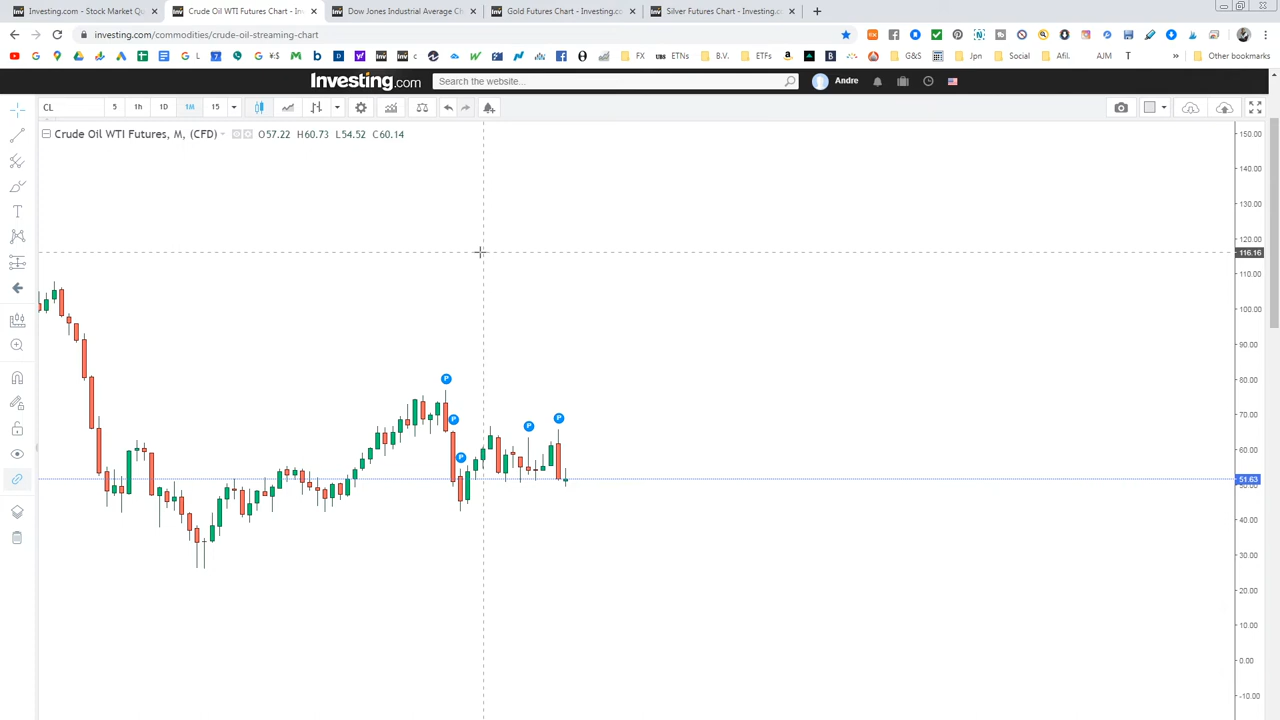 Investing.com - Stock Market Qu
Crude Oil WTI Futures Chart - In
Dow Jones Industrial Average Ch
Gold Futures Chart - Investing.co
Silver Futures Chart - Investing.c
investing.com/commodities/crude-oil-streaming-chart
G L
G K$
ETNs
B.V.
ETFs
G&S
Jpn
Social
Afil.
AJM
T
»
Other bookmarks
Investing.com
Search the website...
Andre
CL
5
1h
1D
1M
15
Crude Oil WTI Futures, M, (CFD)
O57.22 H60.73 L54.52 C60.14
150.00
140.00
130.00
120.00
116.16
110.00
100.00
90.00
80.00
70.00
60.00
51.63
40.00
30.00
20.00
10.00
0.00
-10.00
P
P
P
P
P